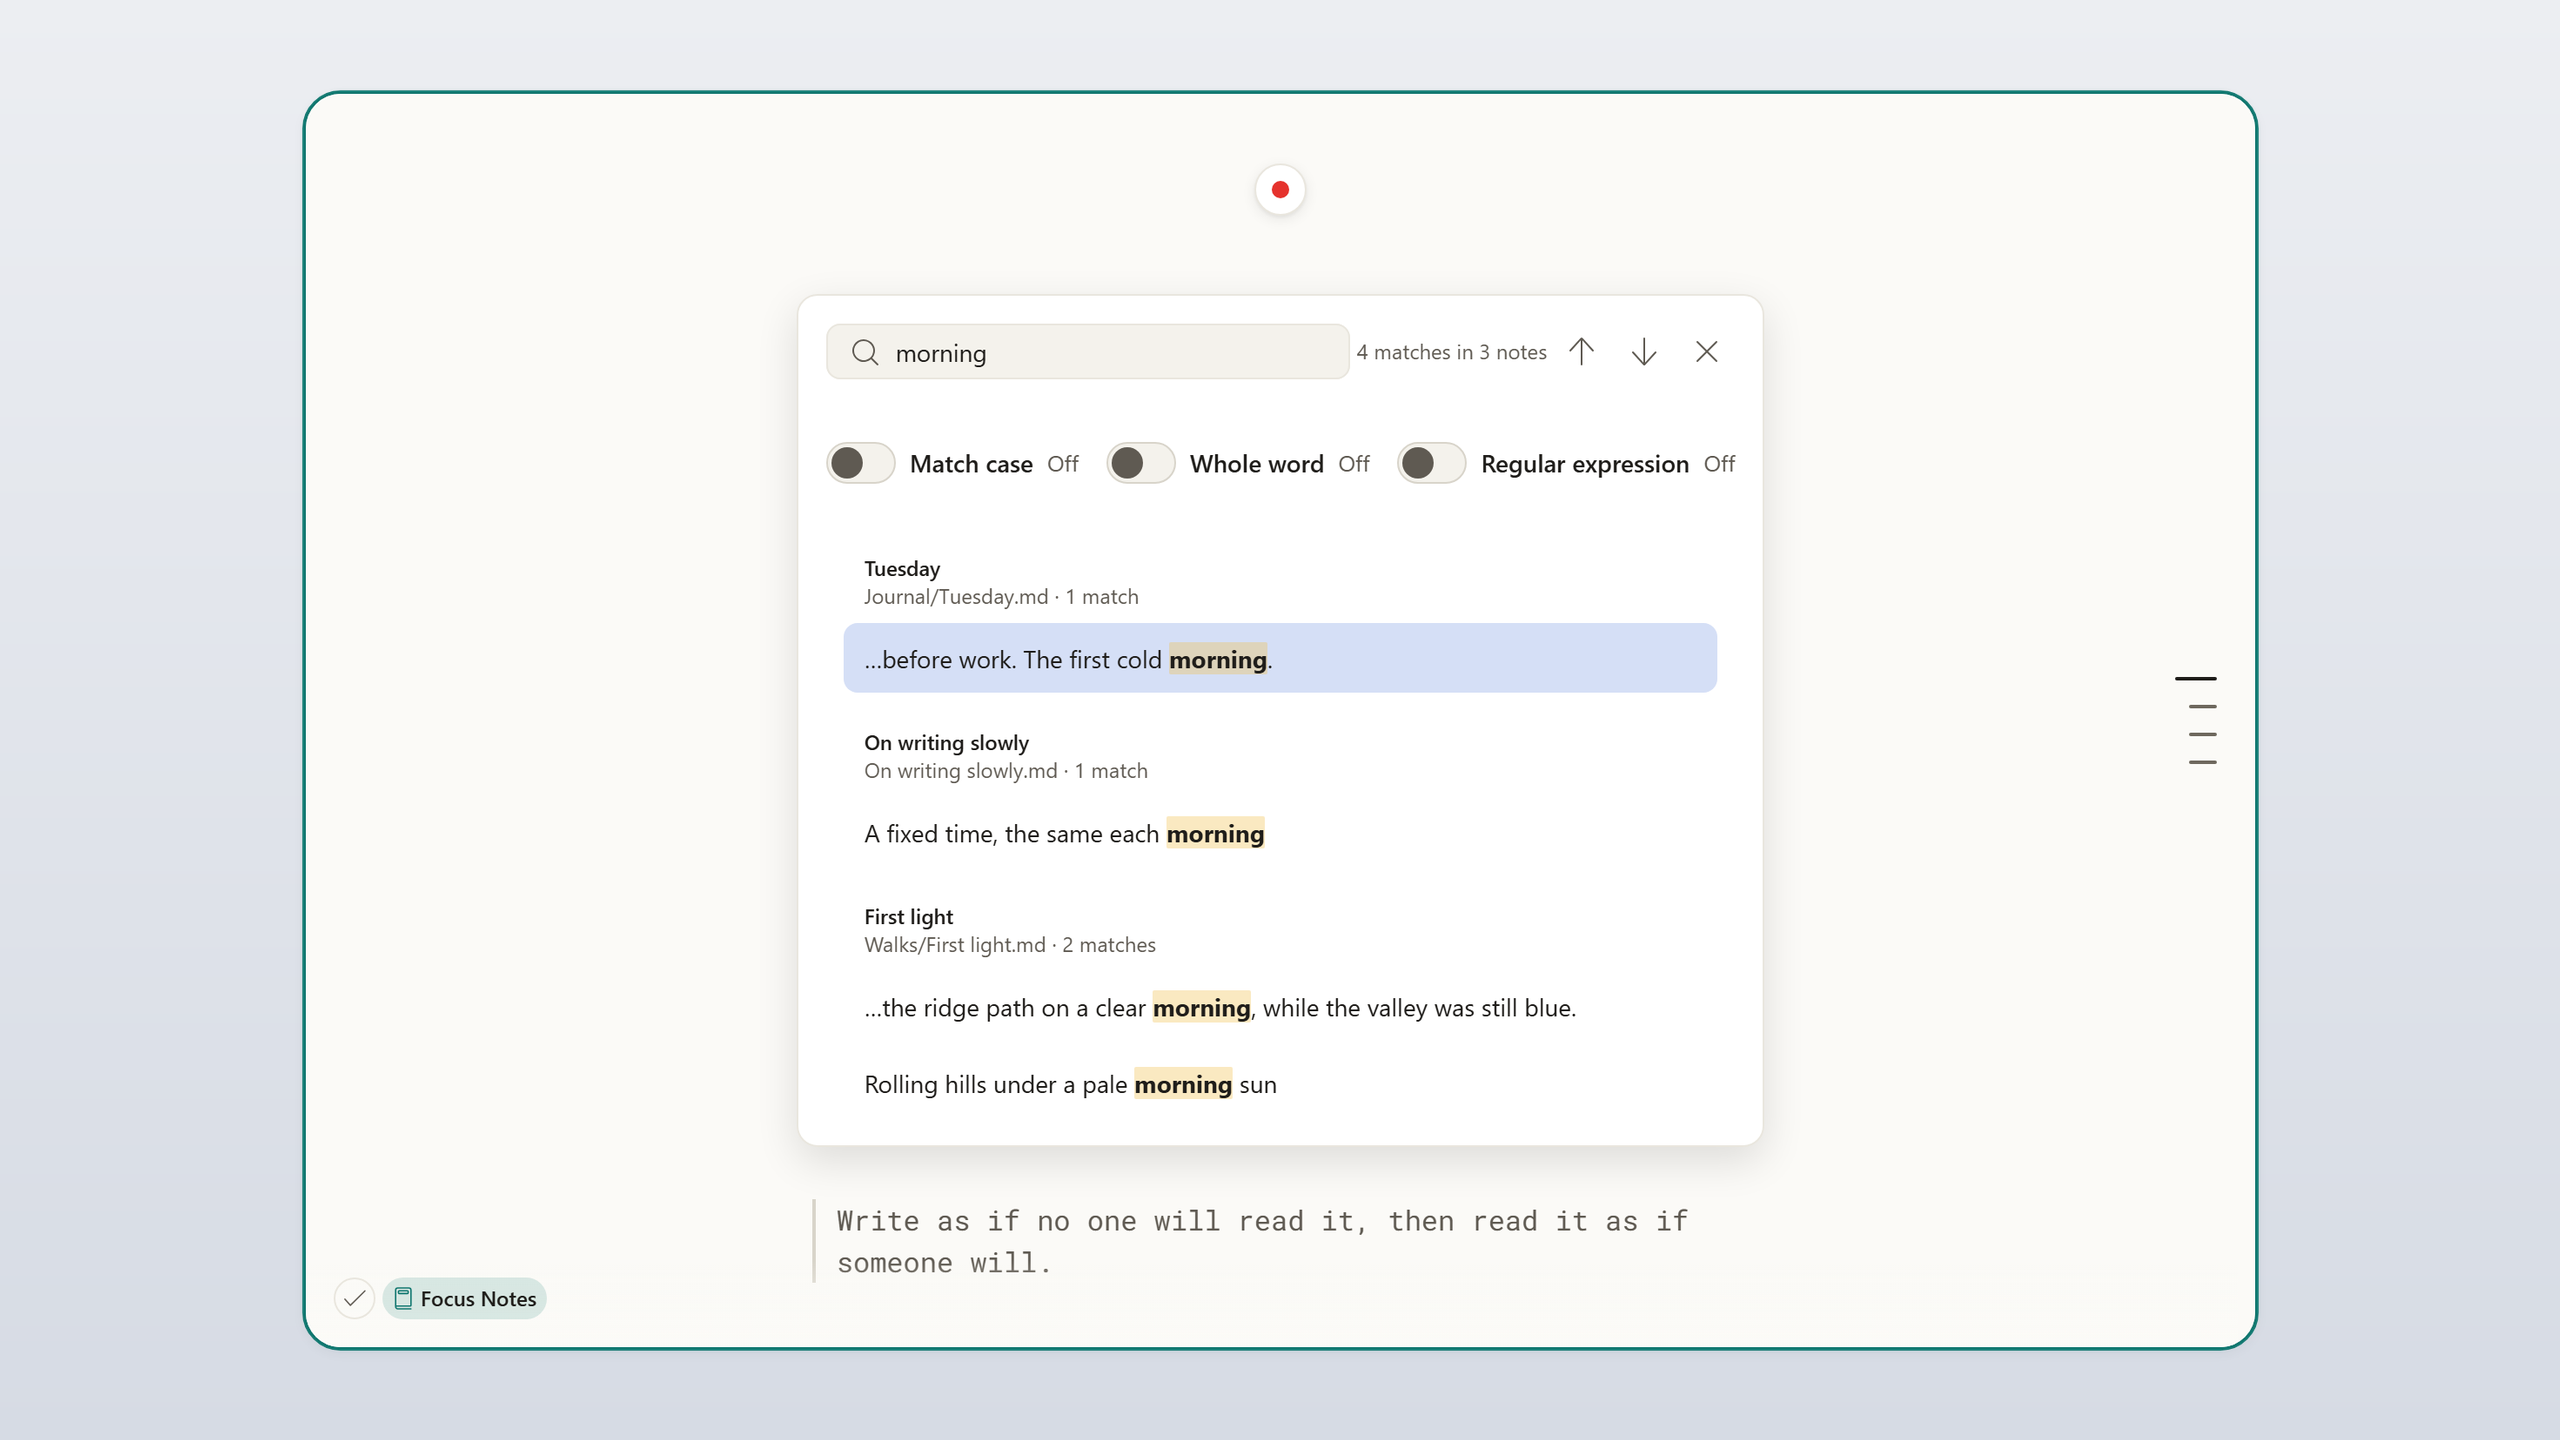 morning
4 matches in 3 notes
Match case Off Whole word Off Regular expression Off
Tuesday
Journal/Tuesday.md · 1 match
…before work. The first cold morning.
On writing slowly
On writing slowly.md · 1 match
A fixed time, the same each morning
First light
Walks/First light.md · 2 matches
…the ridge path on a clear morning, while the valley was still blue.
Rolling hills under a pale morning sun
Write as if no one will read it, then read it as if
someone will.
Focus Notes